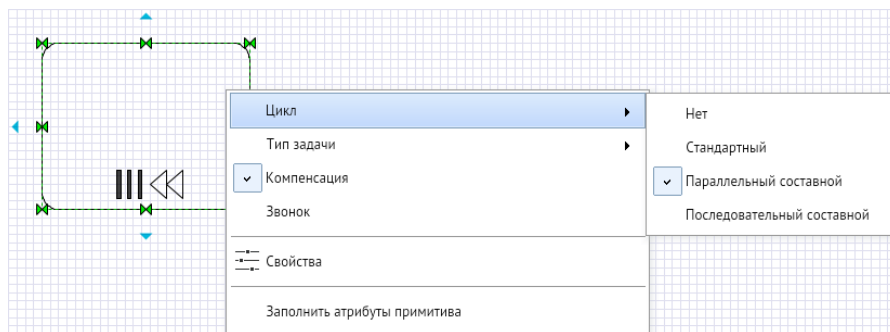 Цикл
Тип задачи
Компенсация
Звонок
Свойства
Заполнить атрибуты примитива
Нет
Стандартный
Параллельный составной
Последовательный составной